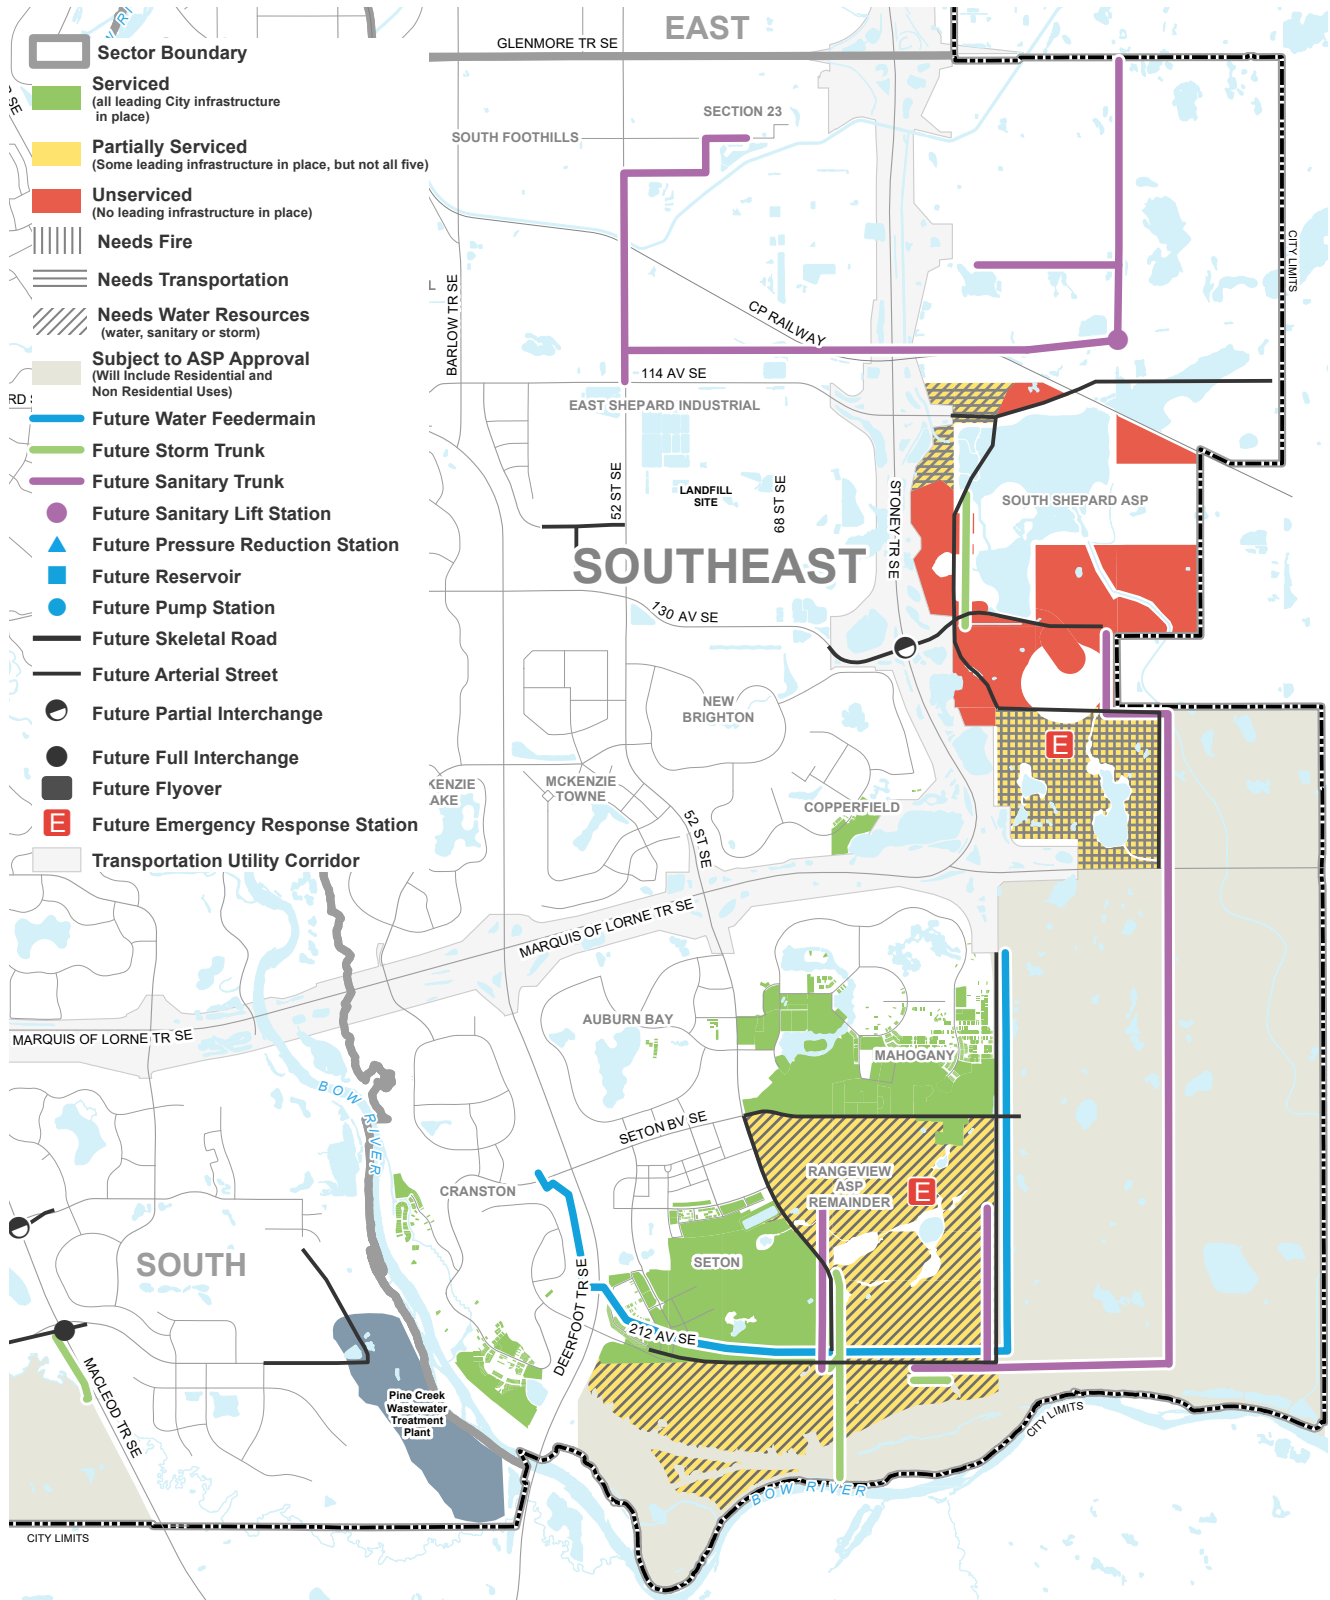 EAST
GLENMORE TR SE
Sector Boundary
Serviced
(all leading City infrastructure
in place)
Partially Serviced
(Some leading infrastructure in place, but not all five)
Unserviced
(No leading infrastructure in place)
Needs Fire
Needs Transportation
Needs Water Resources
(water, sanitary or storm)
Subject to ASP Approval
(Will Include Residential and
Non Residential Uses)
Future Water Feedermain
Future Storm Trunk
Future Sanitary Trunk
Future Sanitary Lift Station
Future Pressure Reduction Station
Future Reservoir
Future Pump Station
Future Skeletal Road
Future Arterial Street
Future Partial Interchange
Future Full Interchange
Future Flyover
E
Future Emergency Response Station
Transportation Utility Corridor
SECTION 23
SOUTH FOOTHILLS
CITY LIMITS
BARLOW TR SE
CP RAILWAY
114 AV SE
EAST SHEPARD INDUSTRIAL
52 ST SE
LANDFILL
SITE
68 ST SE
STONEY TR SE
SOUTH SHEPARD ASP
SOUTHEAST
130 AV SE
NEW
BRIGHTON
E
KENZIE
AKE
MCKENZIE
TOWNE
COPPERFIELD
52 ST SE
MARQUIS OF LORNE TR SE
AUBURN BAY
MARQUIS OF LORNE TR SE
MAHOGANY
BOW RIVER
SETON BV SE
RANGEVIEW
ASP
REMAINDER
E
CRANSTON
SOUTH
SETON
DEERFOOT TR SE
212 AV SE
MACLEOD TR SE
Pine Creek
Wastewater
Treatment
Plant
CITY LIMITS
BOW RIVER
CITY LIMITS